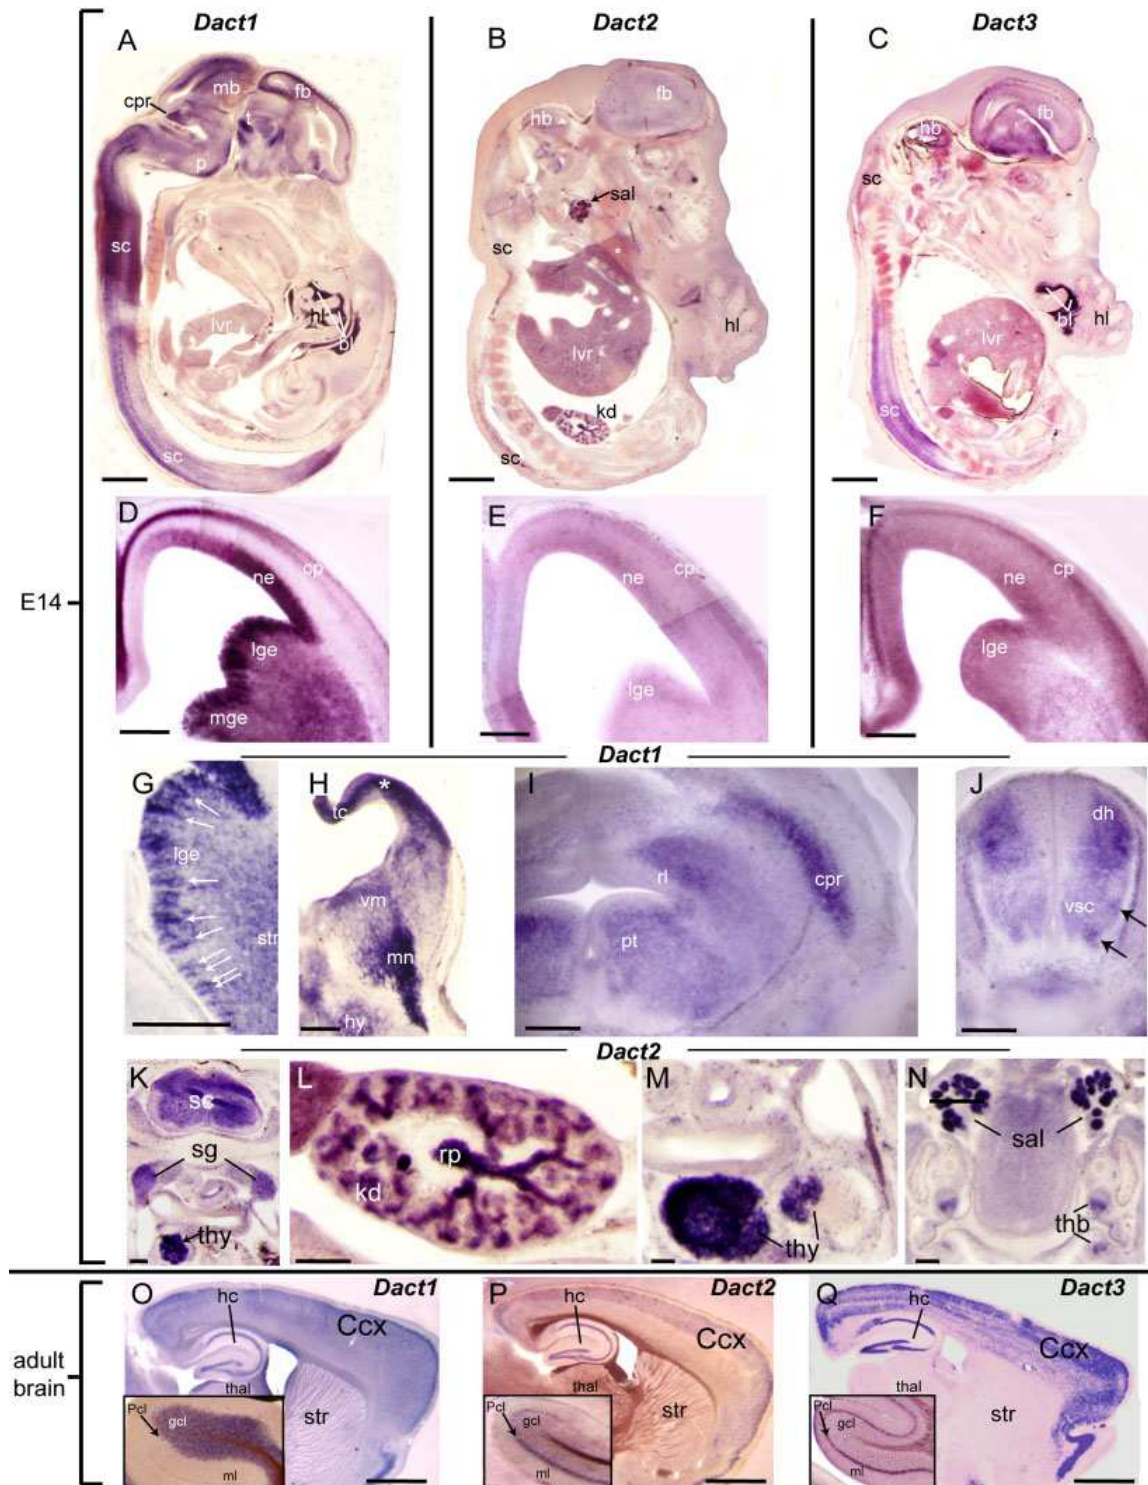 Dact1
Dact2
Dact3
A
mb
fb
cpr
t
p
sc
lvr
hl
bl
sc
B
fb
hb
sal
sc
hl
lvr
kd
sc
C
fb
hb
sc
bl
hl
lvr
sc
E14
D
ne
cp
lge
mge
E
ne
cp
lge
F
ne
cp
lge
Dact1
G
lge
str
H
*
tc
vm
mn
hy
I
rl
cpr
pt
J
dh
vsc
Dact2
K
sc
sg
thy
L
rp
kd
M
thy
N
sal
thb
adult
brain
O
Dact1
hc
Ccx
thal
str
Pcl
gcl
ml
P
Dact2
hc
Ccx
thal
str
Pcl
gcl
ml
Q
Dact3
hc
Ccx
thal
str
Pcl
gcl
ml